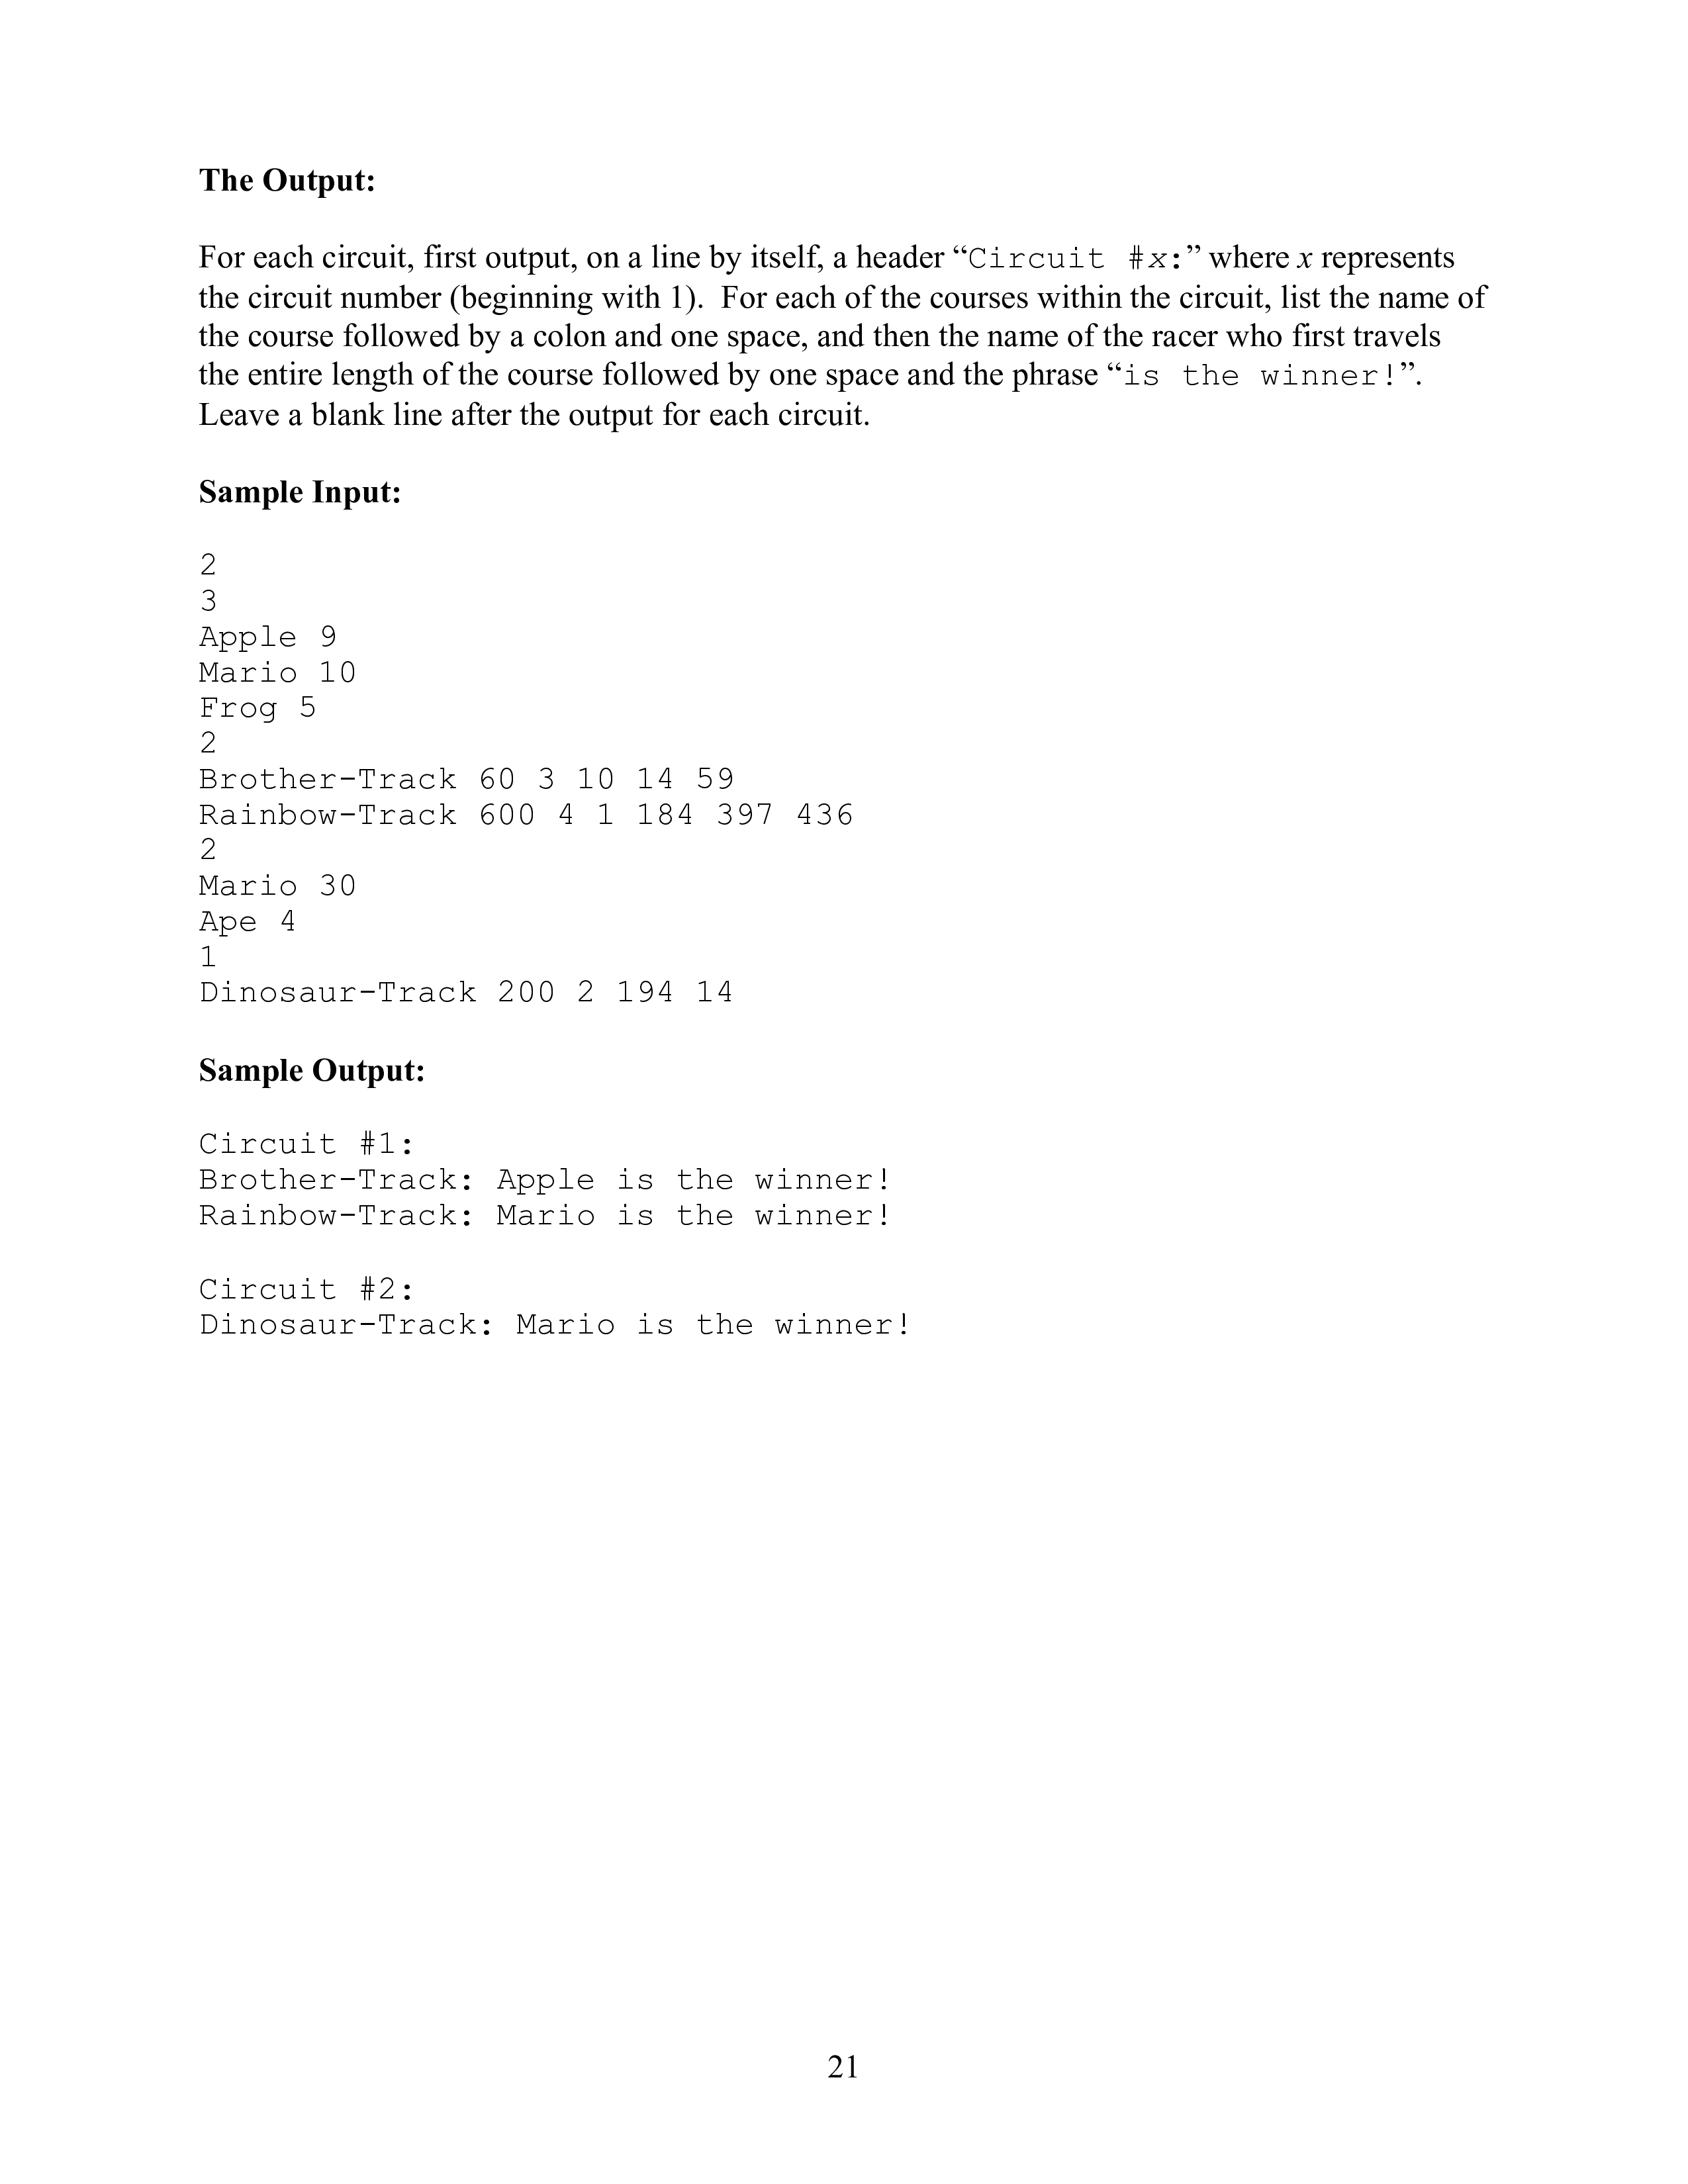 The Output:
For each circuit, first output, on a line by itself, a header “Circuit #x:” where x represents
the circuit number (beginning with 1).  For each of the courses within the circuit, list the name of
the course followed by a colon and one space, and then the name of the racer who first travels
the entire length of the course followed by one space and the phrase “is the winner!”.
Leave a blank line after the output for each circuit.
Sample Input:
2
3
Apple 9
Mario 10
Frog 5
2
Brother-Track 60 3 10 14 59
Rainbow-Track 600 4 1 184 397 436
2
Mario 30
Ape 4
1
Dinosaur-Track 200 2 194 14
Sample Output:
Circuit #1:
Brother-Track: Apple is the winner!
Rainbow-Track: Mario is the winner!
Circuit #2:
Dinosaur-Track: Mario is the winner!
21